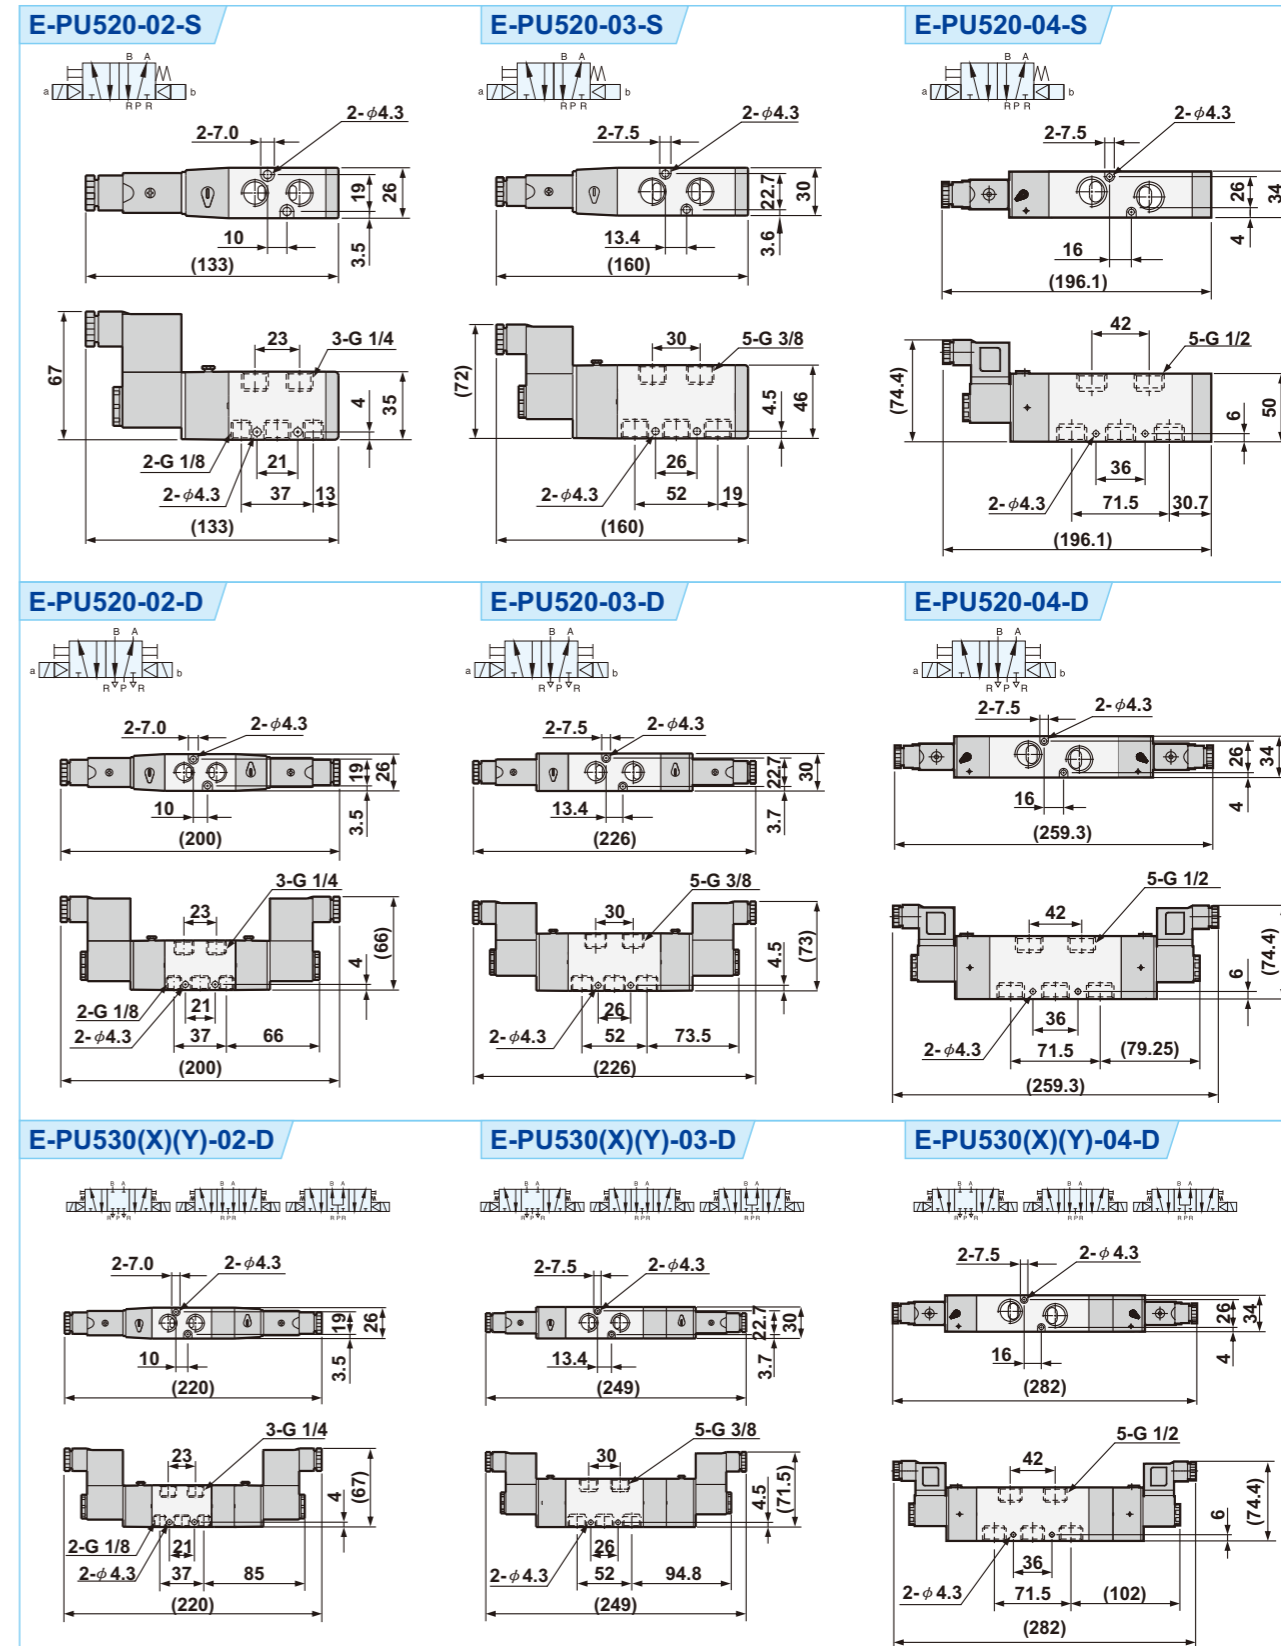 E-PU520-02-S
E-PU520-03-S
E-PU520-04-S
B A
a
b
R P R
B A
a
b
R P R
B A
a
b
R P R
2-7.0
2-ϕ4.3
19
26
10
3.5
(133)
2-7.5
2-ϕ4.3
22.7
30
13.4
3.6
(160)
2-7.5
2-ϕ4.3
26
34
16
4
(196.1)
67
23
3-G 1/4
4
35
2-G 1/8
21
2-ϕ4.3
37
13
(133)
(72)
30
5-G 3/8
4.5
46
26
2-ϕ4.3
52
19
(160)
(74.4)
42
5-G 1/2
6
50
36
2-ϕ4.3
71.5
30.7
(196.1)
E-PU520-02-D
E-PU520-03-D
E-PU520-04-D
B A
a
b
R P R
B A
a
b
R P R
B A
a
b
R P R
2-7.0
2-ϕ4.3
19
26
10
3.5
(200)
2-7.5
2-ϕ4.3
22.7
30
13.4
3.7
(226)
2-7.5
2-ϕ4.3
26
34
16
4
(259.3)
3-G 1/4
23
(66)
4
2-G 1/8
21
2-ϕ4.3
37
66
(200)
5-G 3/8
30
(73)
4.5
26
2-ϕ4.3
52
73.5
(226)
5-G 1/2
42
(74.4)
6
36
2-ϕ4.3
71.5
(79.25)
(259.3)
E-PU530(X)(Y)-02-D
E-PU530(X)(Y)-03-D
E-PU530(X)(Y)-04-D
B A
B A
B A
R P R
R P R
R P R
B A
B A
B A
R P R
R P R
R P R
B A
B A
B A
R P R
R P R
R P R
2-7.0
2-ϕ4.3
19
26
10
3.5
(220)
2-7.5
2-ϕ4.3
22.7
30
13.4
3.7
(249)
2-7.5
2-ϕ4.3
26
34
16
4
(282)
3-G 1/4
23
(67)
4
2-G 1/8
21
2-ϕ4.3
37
85
(220)
5-G 3/8
30
(71.5)
4.5
26
2-ϕ4.3
52
94.8
(249)
5-G 1/2
42
(74.4)
6
36
2-ϕ4.3
71.5
(102)
(282)